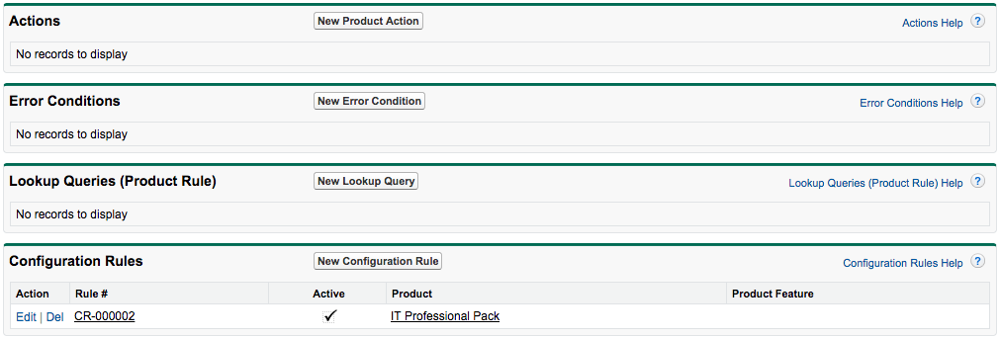 Actions New Product Action Actions Help ?
No records to display
Error Conditions New Error Condition Error Conditions Help ?
No records to display
Lookup Queries (Product Rule) New Lookup Query Lookup Queries (Product Rule) Help ?
No records to display
Configuration Rules New Configuration Rule Configuration Rules Help ?
Action Rule # Active Product Product Feature
Edit | Del CR-000002 ✓ IT Professional Pack